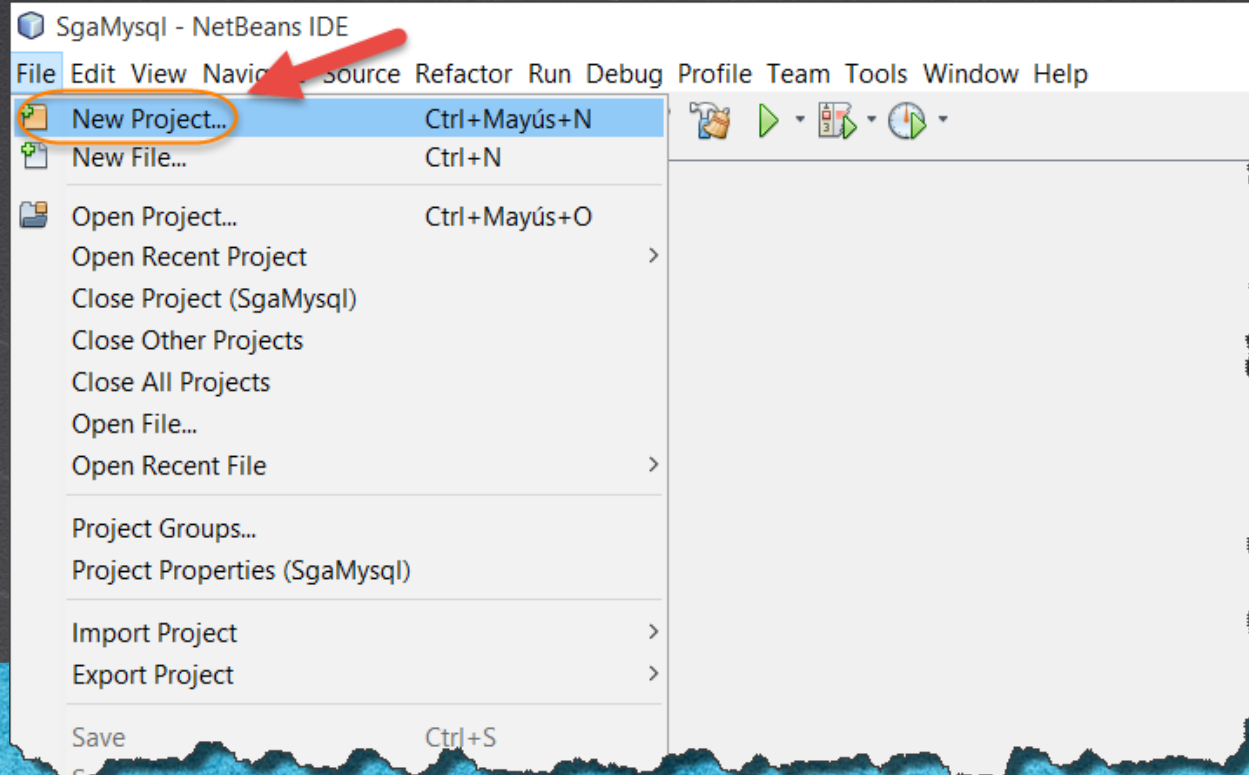 SgaMysql - NetBeans IDE
File Edit View Source Refactor Run Debug Profile Team Tools Window Help
New Project... Ctrl+Mayús+N
New File... Ctrl+N
Open Project... Ctrl+Mayús+O
Open Recent Project
Close Project (SgaMysql)
Close Other Projects
Close All Projects
Open File...
Open Recent File
Project Groups...
Project Properties (SgaMysql)
Import Project
Export Project
Save Ctrl+S